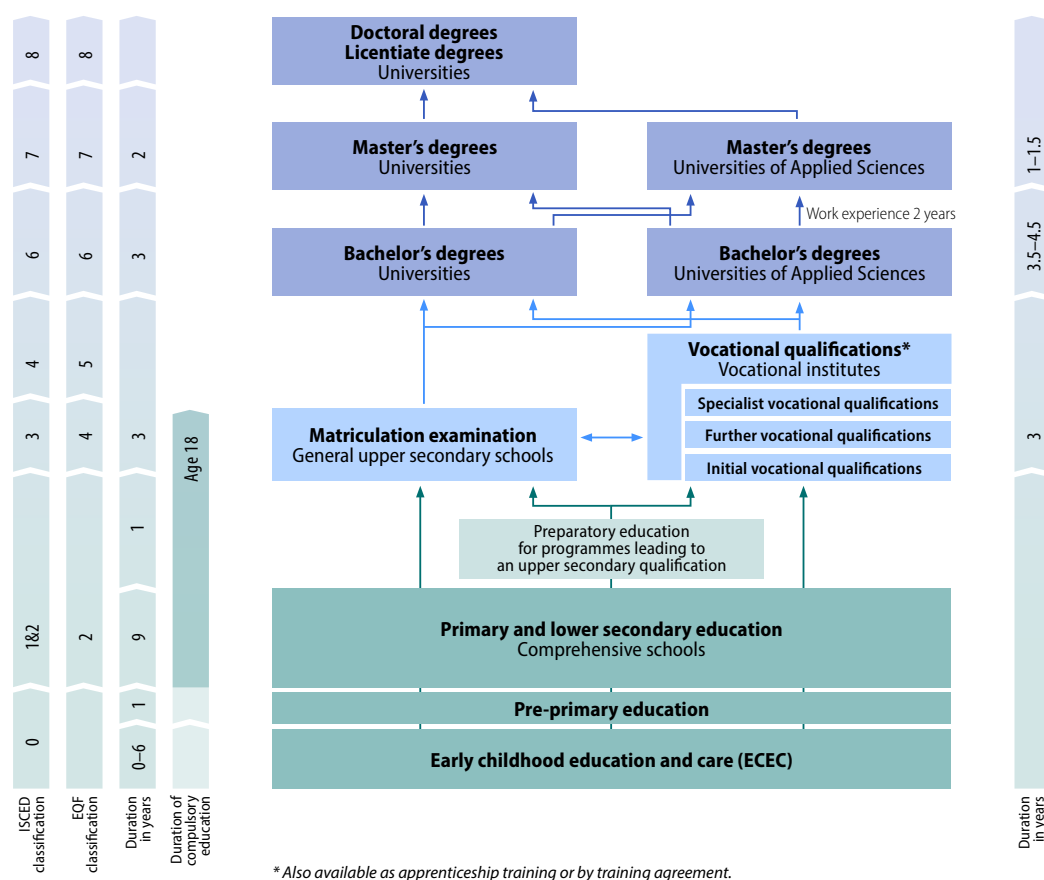 Doctoral degrees
Licentiate degrees
Universities
8
8
Master's degrees
Universities
Master's degrees
Universities of Applied Sciences
7
7
2
1–1.5
Work experience 2 years
Bachelor's degrees
Universities
Bachelor's degrees
Universities of Applied Sciences
6
6
3
3.5–4.5
Vocational qualifications*
Vocational institutes
4
5
Specialist vocational qualifications
Further vocational qualifications
Initial vocational qualifications
Matriculation examination
General upper secondary schools
3
4
3
Age 18
3
Preparatory education
for programmes leading to
an upper secondary qualification
1
Primary and lower secondary education
Comprehensive schools
1&2
2
9
Pre-primary education
1
Early childhood education and care (ECEC)
0
0–6
ISCED
classification
EQF
classification
Duration
in years
Duration of
compulsory
education
Duration
in years
* Also available as apprenticeship training or by training agreement.